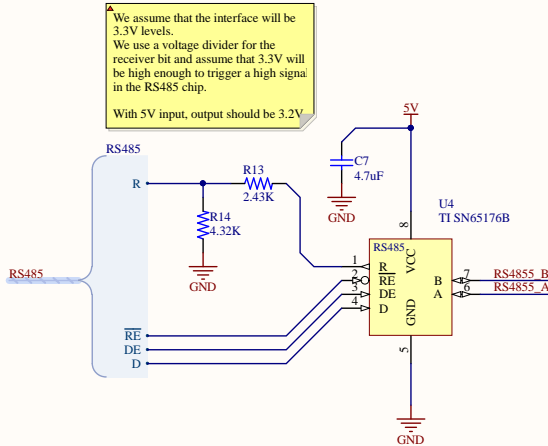 We assume that the interface will be
3.3V levels.
We use a voltage divider for the
receiver bit and assume that 3.3V will
be high enough to trigger a high signal
in the RS485 chip.
With 5V input, output should be 3.2V
5V
RS485
R13
2.43K
C7
4.7uF
GND
U4
TI SN65176B
R
R14
4.32K
GND
RS485
RS485
8
VCC
1
R
2
RE
3
DE
4
D
B
7
RS4855_B
A
6
RS4855_A
GND
5
RE
DE
D
GND